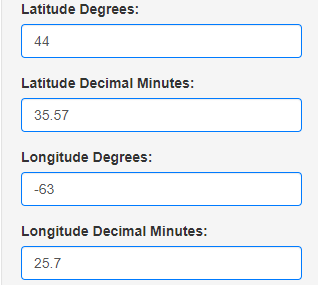 Latitude Degrees:
44
Latitude Decimal Minutes:
35.57
Longitude Degrees:
-63
Longitude Decimal Minutes:
25.7